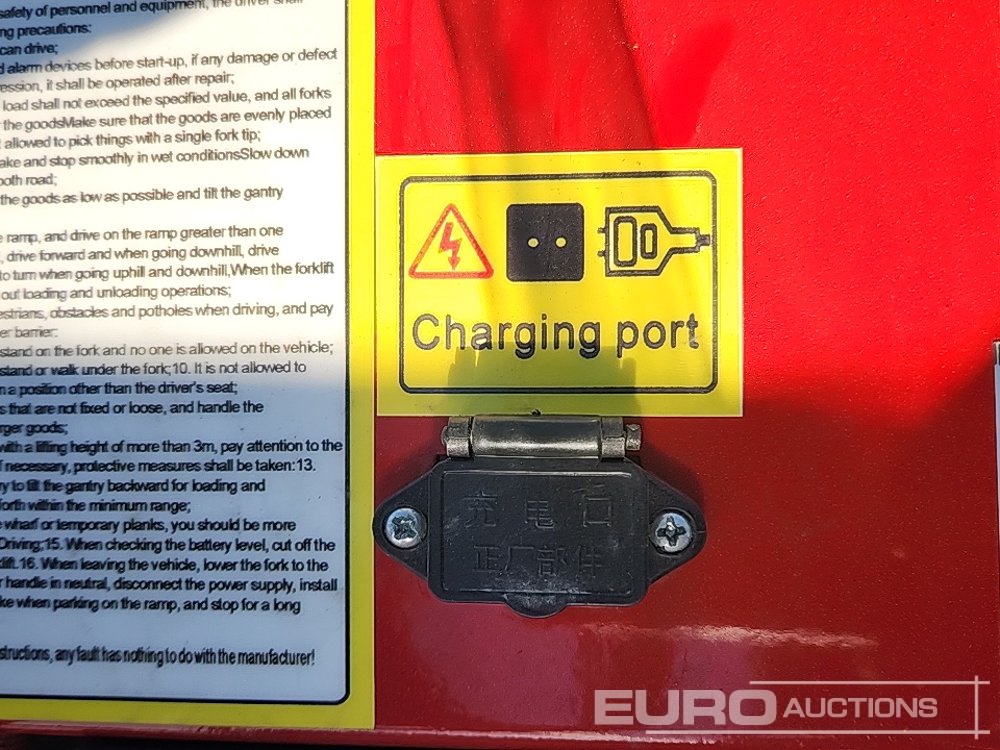 safety of personnel and equipment, the driver shall
ng precautions:
can drive;
d alarm devices before start-up, if any damage or defect
ression, it shall be operated after repair;
load shall not exceed the specified value, and all forks
the goodsMake sure that the goods are evenly placed
t allowed to pick things with a single fork tip;
ake and stop smoothly in wet conditionsSlow down
ooth road;
the goods as low as possible and tilt the gantry
e ramp, and drive on the ramp greater than one
, drive forward and when going downhill, drive
to turn when going uphill and downhill,When the forklift
out loading and unloading operations;
estrians, obstacles and potholes when driving, and pay
er barrier:
stand on the fork and no one is allowed on the vehicle;
stand or walk under the fork;10. It is not allowed to
n a position other than the driver's seat;
s that are not fixed or loose, and handle the
rger goods;
with a lifting height of more than 3m, pay attention to the
f necessary, protective measures shall be taken:13.
ry to tilt the gantry backward for loading and
forth within the minimum range;
e wharf or temporary planks, you should be more
Driving;15. When checking the battery level, cut off the
klift.16. When leaving the vehicle, lower the fork to the
r handle in neutral, disconnect the power supply, install
ke when parking on the ramp, and stop for a long
structions, any fault has nothing to do with the manufacturer!
Charging port
充电口
正厂部件
EURO AUCTIONS